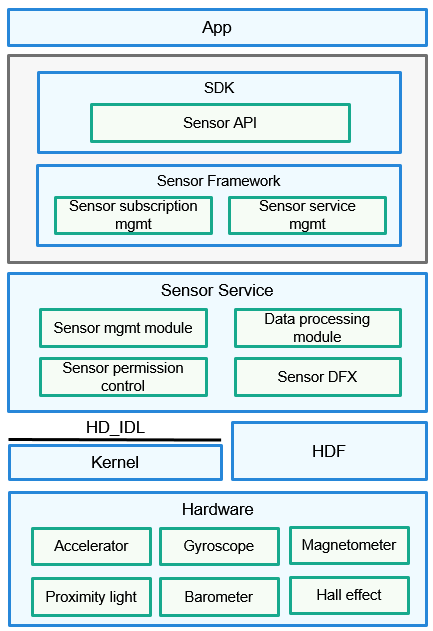 App
SDK
Sensor API
Sensor Framework
Sensor subscription
mgmt
Sensor service
mgmt
Sensor Service
Sensor mgmt module
Data processing
module
Sensor permission
control
Sensor DFX
HD_IDL
Kernel
HDF
Hardware
Accelerator
Gyroscope
Magnetometer
Proximity light
Barometer
Hall effect